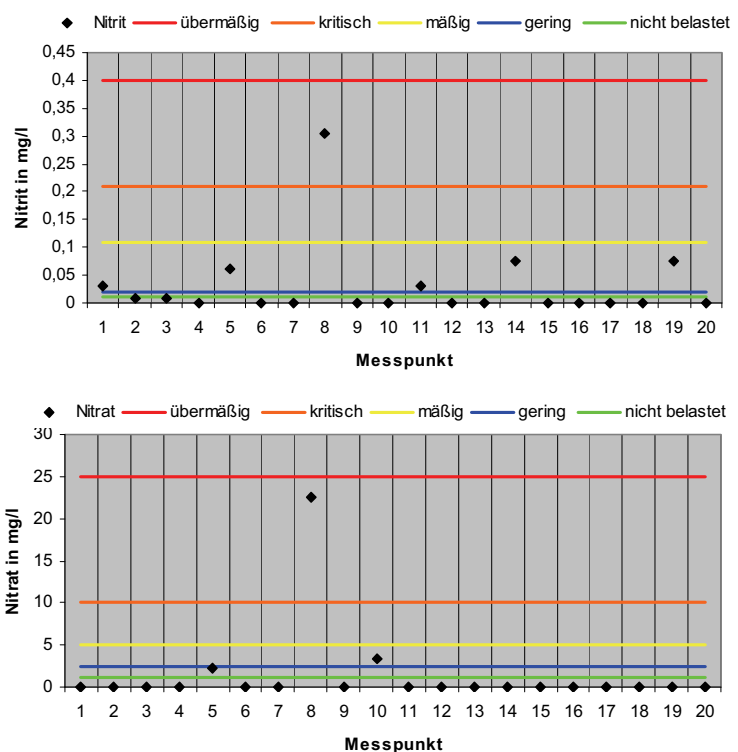 Nitrit übermäßig kritisch mäßig gering nicht belastet
0,45
0,4
0,35
0,3
0,25
0,2
0,15
0,1
0,05
0
Nitrit in mg/l
1 2 3 4 5 6 7 8 9 10 11 12 13 14 15 16 17 18 19 20
Messpunkt
Nitrat übermäßig kritisch mäßig gering nicht belastet
30
25
20
15
10
5
0
Nitrat in mg/l
1 2 3 4 5 6 7 8 9 10 11 12 13 14 15 16 17 18 19 20
Messpunkt